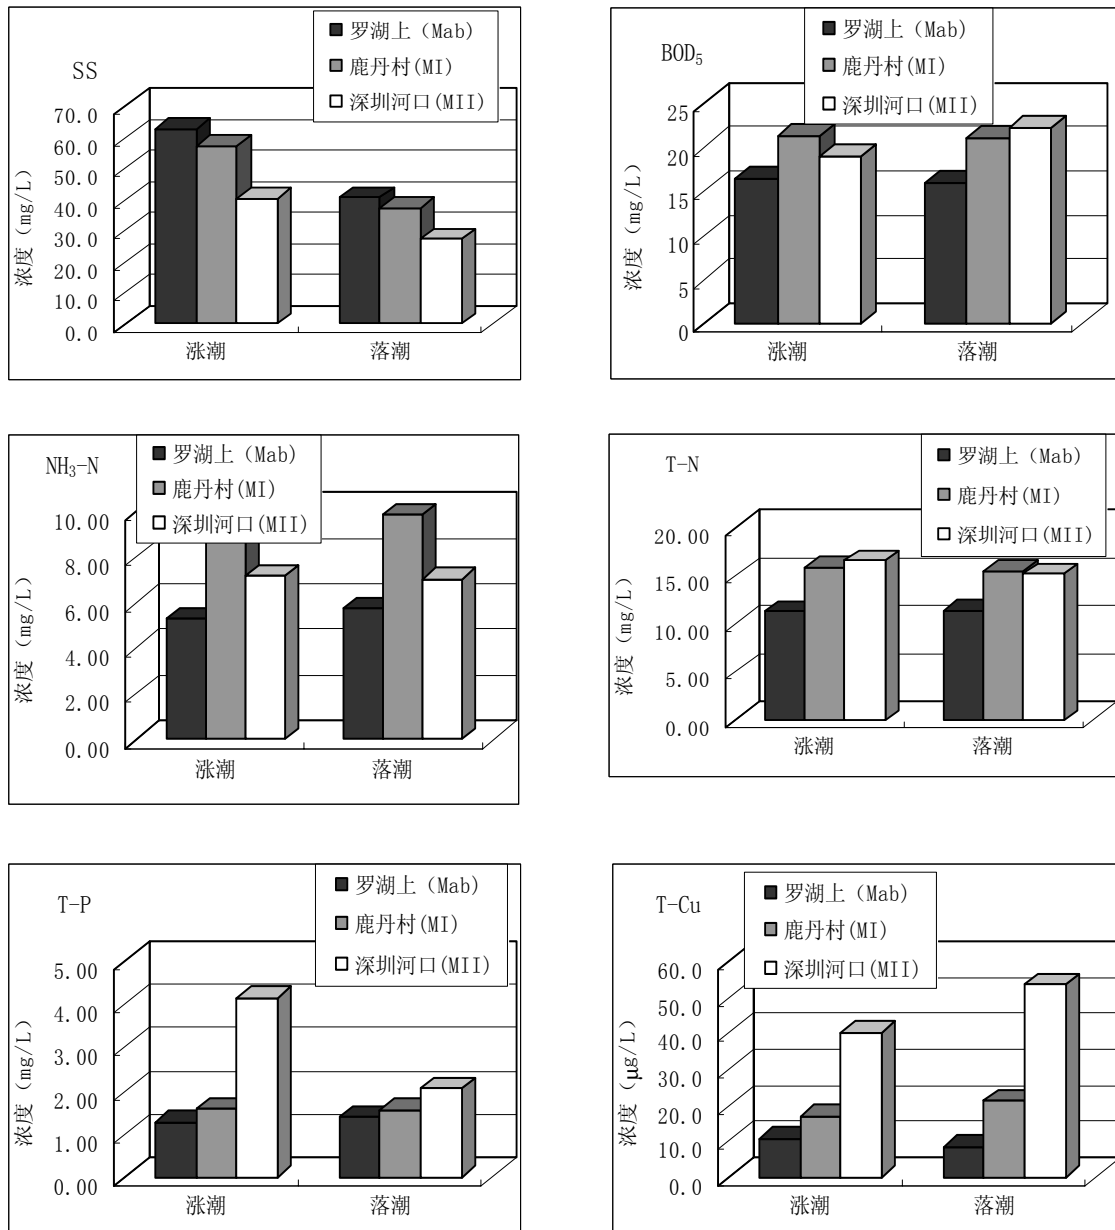 SS
罗湖上（Mab）
鹿丹村(MI)
深圳河口(MII)
浓度（mg/L）
70.0
60.0
50.0
40.0
30.0
20.0
10.0
0.0
涨潮 落潮
BOD₅
罗湖上（Mab）
鹿丹村(MI)
深圳河口(MII)
浓度（mg/L）
25
20
15
10
5
0
涨潮 落潮
NH₃-N
罗湖上（Mab）
鹿丹村(MI)
深圳河口(MII)
浓度（mg/L）
10.00
8.00
6.00
4.00
2.00
0.00
涨潮 落潮
T-N
罗湖上（Mab）
鹿丹村(MI)
深圳河口(MII)
浓度（mg/L）
20.00
15.00
10.00
5.00
0.00
涨潮 落潮
T-P
罗湖上（Mab）
鹿丹村(MI)
深圳河口(MII)
浓度（mg/L）
5.00
4.00
3.00
2.00
1.00
0.00
涨潮 落潮
T-Cu
罗湖上（Mab）
鹿丹村(MI)
深圳河口(MII)
浓度（μg/L）
60.0
50.0
40.0
30.0
20.0
10.0
0.0
涨潮 落潮